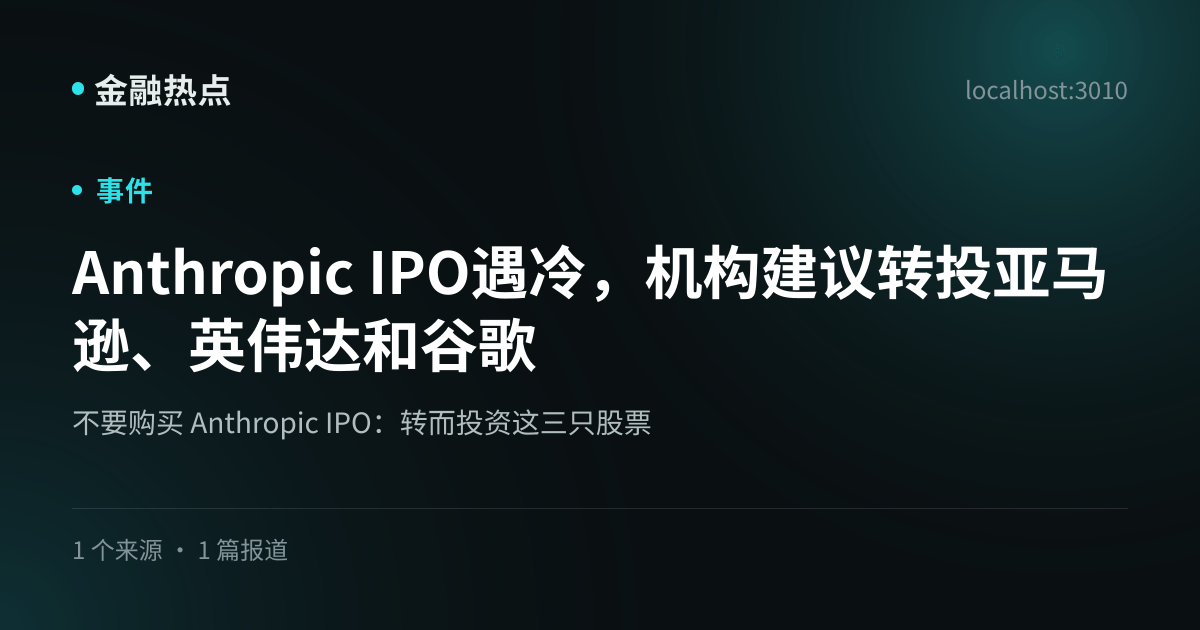 金融热点
localhost:3010
事件
Anthropic IPO遇冷，机构建议转投亚马
逊、英伟达和谷歌
不要购买 Anthropic IPO：转而投资这三只股票
1 个来源 · 1 篇报道